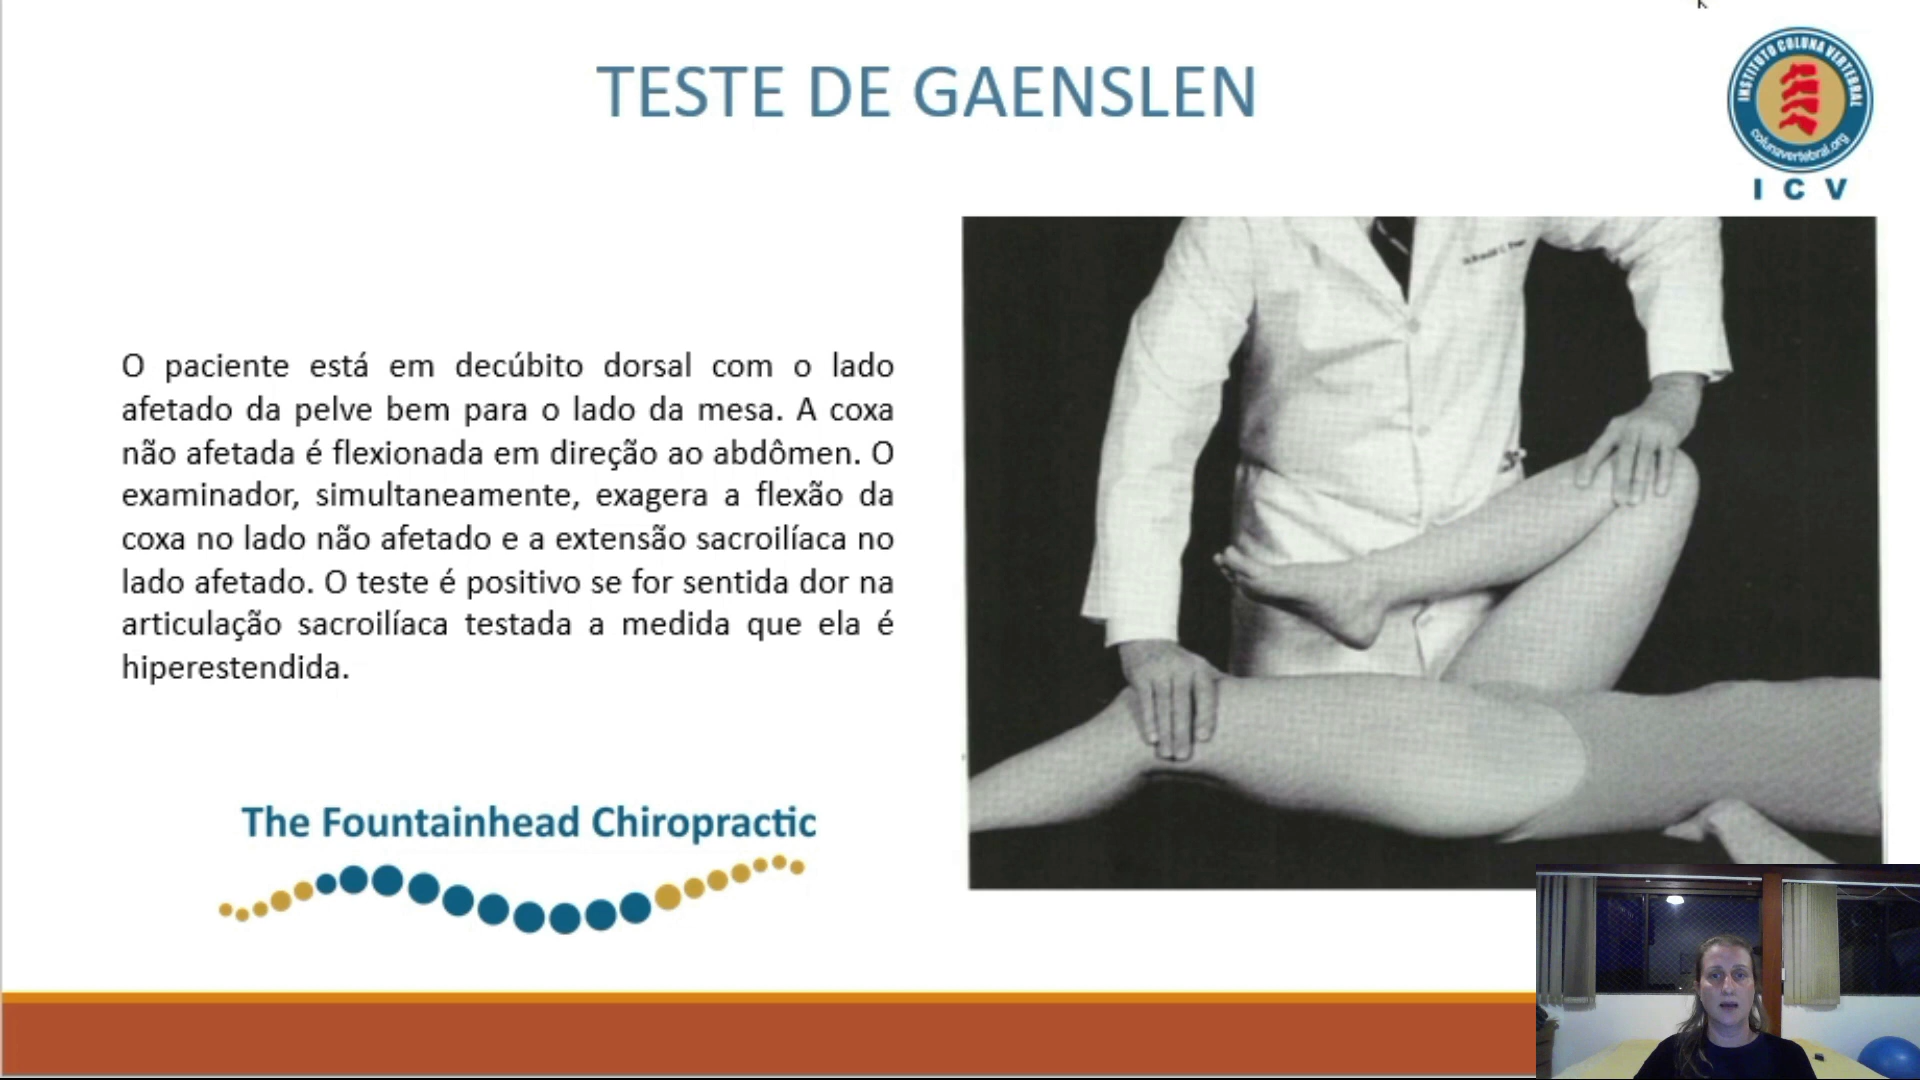 TESTE DE GAENSLEN
INSTITUTO COLUNA VERTEBRAL
colunavertebral.org
I C V
O paciente está em decúbito dorsal com o lado
afetado da pelve bem para o lado da mesa. A coxa
não afetada é flexionada em direção ao abdômen. O
examinador, simultaneamente, exagera a flexão da
coxa no lado não afetado e a extensão sacroilíaca no
lado afetado. O teste é positivo se for sentida dor na
articulação sacroilíaca testada a medida que ela é
hiperestendida.
The Fountainhead Chiropractic